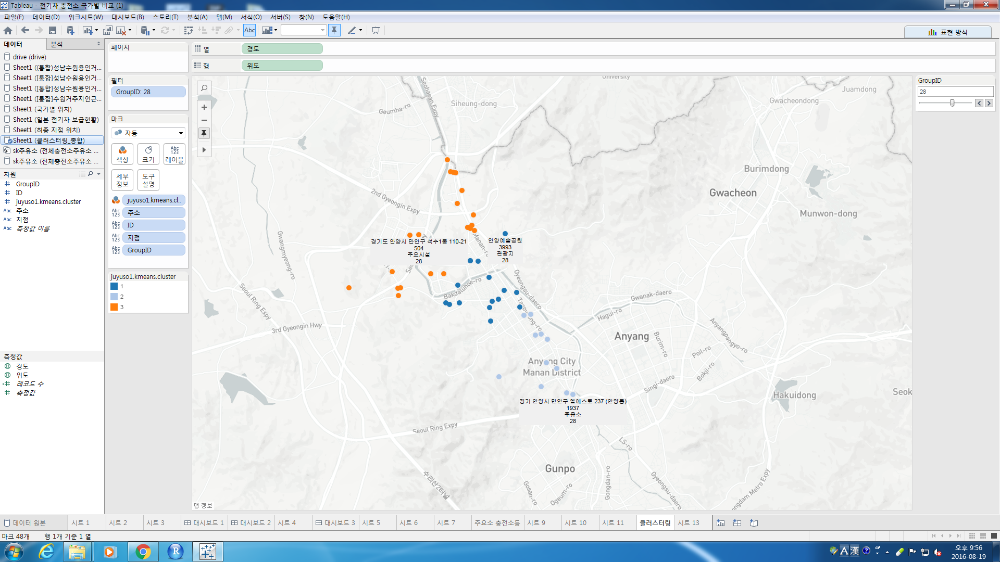 Tableau - 전기차 충전소 국가별 비교 (1)
파일(F) 데이터(D) 워크시트(W) 대시보드(B) 스토리(T) 분석(A) 맵(M) 서식(O) 서버(S) 창(N) 도움말(H)
Abc
표현 방식
데이터 분석
drive (drive)
Sheet1 ((통합)성남수원용인거...
Sheet1 ([통합]성남수원용인거...
Sheet1 ([통합]성남수원용인거...
Sheet1 ([통합]수원거주지인근...
Sheet1 (국가별 위치)
Sheet1 (일본 전기차 보급현황)
Sheet1 (최종 지점 위치)
Sheet1 (클러스터링_총합)
sk주유소 (전체충전소주유소 ...
sk주유소 (전체충전소주유소 ...
차원
GroupID
ID
juyuso1.kmeans.cluster
Abc 주소
Abc 지점
Abc 측정값 이름
측정값
경도
위도
레코드 수
측정값
페이지
필터
GroupID: 28
마크
자동
색상 크기 Abc 123 레이블
세부 정보 도구 설명
juyuso1.kmeans.cl..
Abc 123 주소
Abc 123 ID
Abc 123 지점
Abc 123 GroupID
juyuso1.kmeans.cluster
1
2
3
열 경도
행 위도
University
Siheung-dong
Geumha-ro
Seohaean Expy
Juamdong
Gwacheondong
Burimdong
Gwacheon
Munwon-dong
2nd Gyeongin Expy
Gwangmyeong-ro
Manan-r
경기도 안양시 만안구 석수1동 110-21
504
주요시설
28
안양예술공원
3993
관광지
28
Gyeongsu-daero
Bakdaluhoe-ro
Seoul Ring Expy
3rd Gyeongin Hwy
Gwanak-daero
Hagui-ro
Anyangpangyo-ro
Anyang
Burim-ro
Poil-ro
Bokji-ro
Singi-daero
Anyang City
Manan District
Hakuidong
Seok
경기 안양시 만안구 엘에스로 237 (안양동)
1937
주유소
28
Seoul Ring Expy
LS-ro
Gunpo
수리산2터널
Gosan-ro
Ogeum-ro
Gongdan-ro
Gyeongsu-daero
ongdam Metro Expy
맵 정보
GroupID
28
데이터 원본 시트 1 시트 2 시트 3 대시보드 1 대시보드 2 시트 4 대시보드 3 시트 5 시트 6 시트 7 주요소 충전소등 시트 9 시트 10 시트 11 클러스터링 시트 13
마크 48개 행 1개 기준 1 열
A 漢
오후 9:56
2016-08-19